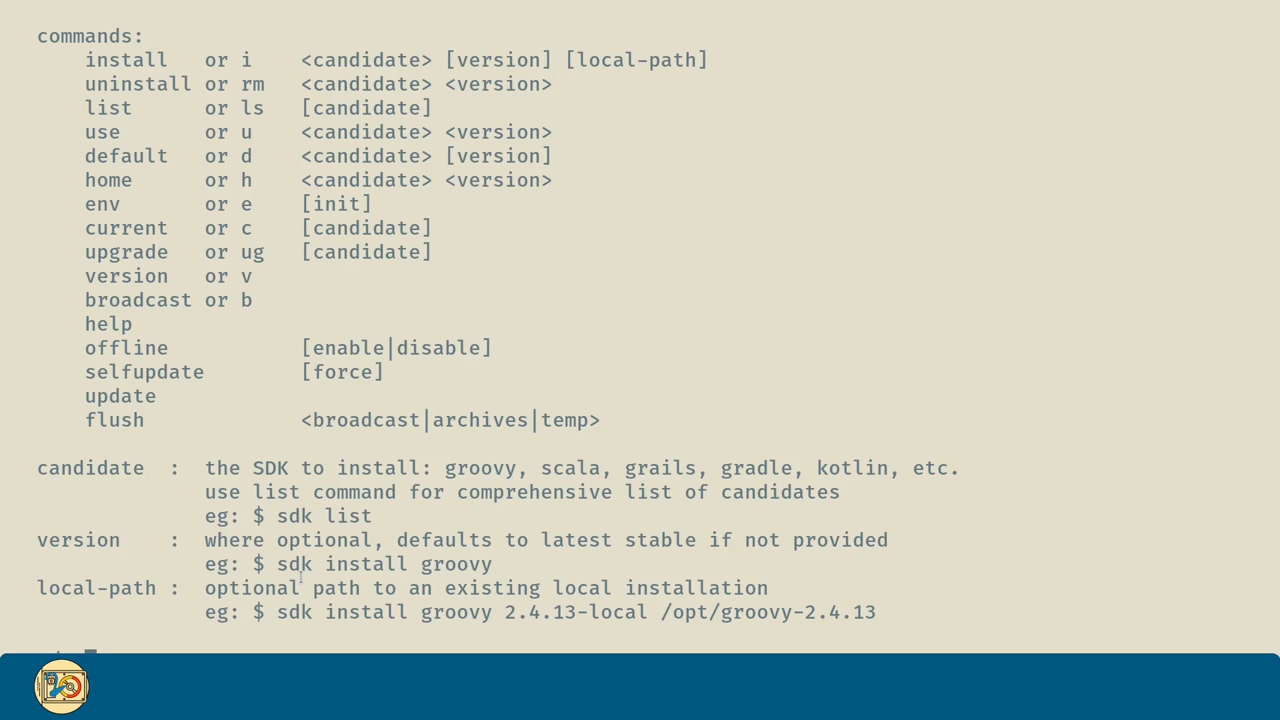 commands:
    install   or i    <candidate> [version] [local-path]
    uninstall or rm   <candidate> <version>
    list      or ls   [candidate]
    use       or u    <candidate> <version>
    default   or d    <candidate> [version]
    home      or h    <candidate> <version>
    env       or e    [init]
    current   or c    [candidate]
    upgrade   or ug   [candidate]
    version   or v
    broadcast or b
    help
    offline           [enable|disable]
    selfupdate        [force]
    update
    flush             <broadcast|archives|temp>

candidate  :  the SDK to install: groovy, scala, grails, gradle, kotlin, etc.
              use list command for comprehensive list of candidates
              eg: $ sdk list
version    :  where optional, defaults to latest stable if not provided
              eg: $ sdk install groovy
local-path :  optional path to an existing local installation
              eg: $ sdk install groovy 2.4.13-local /opt/groovy-2.4.13